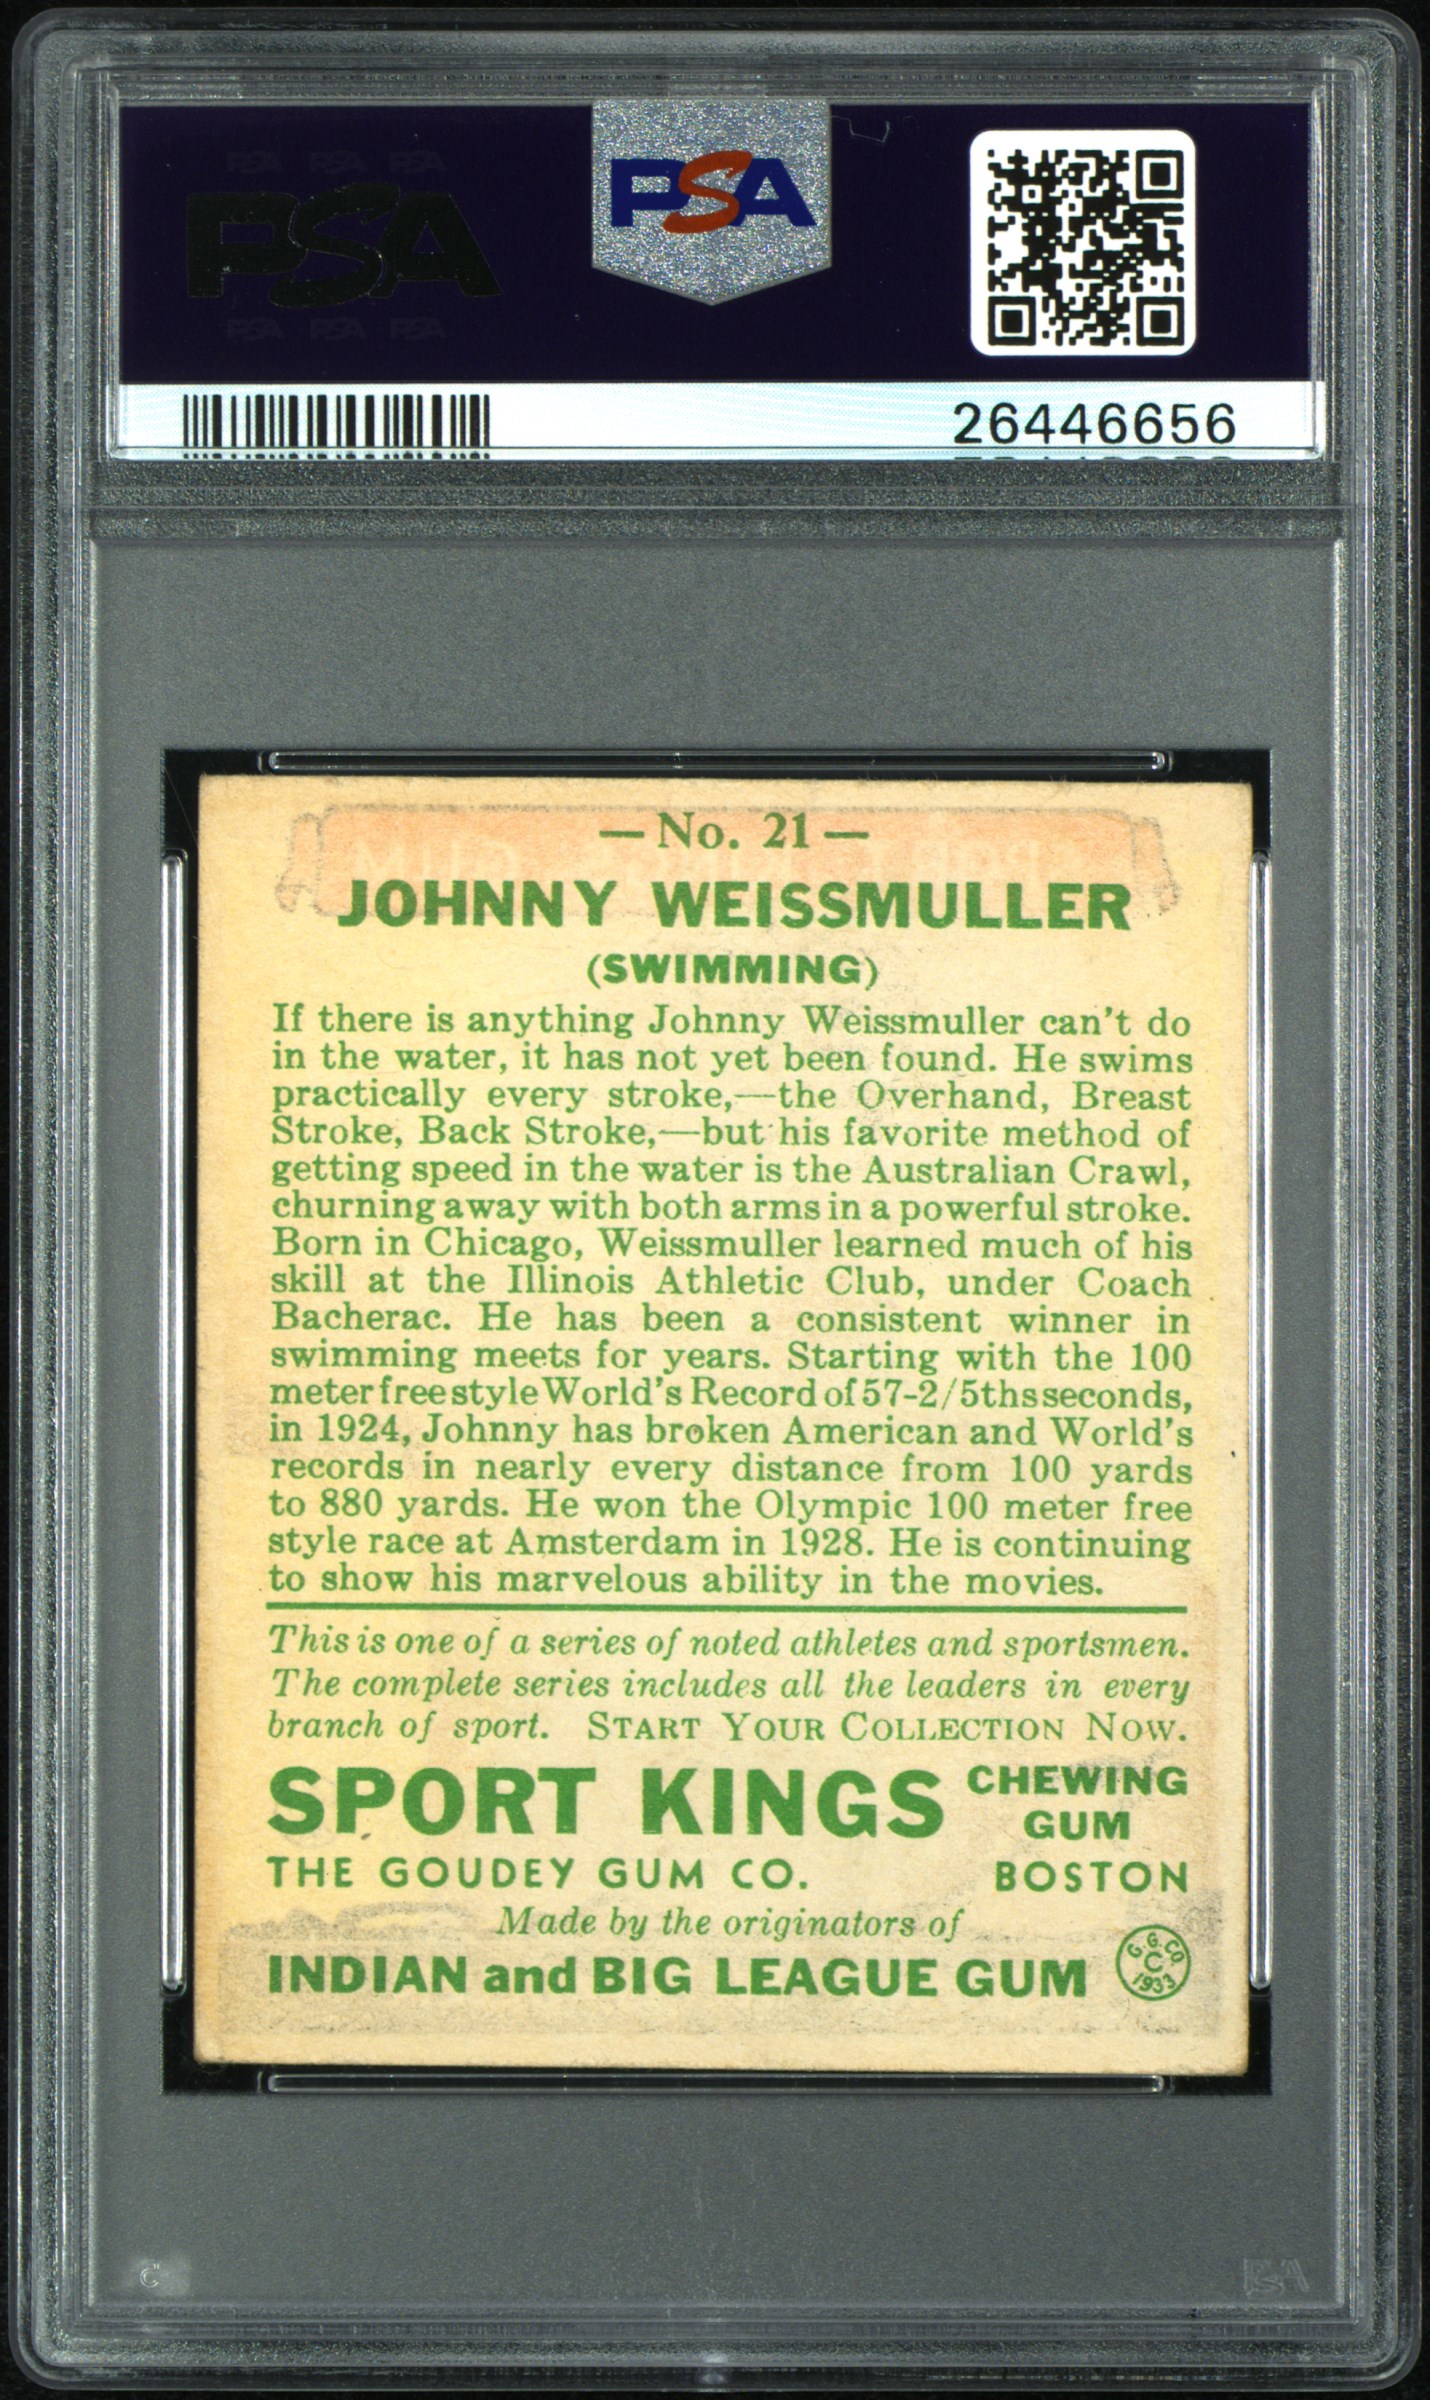 PSA PSA PSA
PSA
PSA PSA PSA
PSA
26446656
—No. 21—
JOHNNY WEISSMULLER
(SWIMMING)
If there is anything Johnny Weissmuller can't do
in the water, it has not yet been found. He swims
practically every stroke,—the Overhand, Breast
Stroke, Back Stroke,—but his favorite method of
getting speed in the water is the Australian Crawl,
churning away with both arms in a powerful stroke.
Born in Chicago, Weissmuller learned much of his
skill at the Illinois Athletic Club, under Coach
Bacherac. He has been a consistent winner in
swimming meets for years. Starting with the 100
meter free style World's Record of 57-2/5ths seconds,
in 1924, Johnny has broken American and World's
records in nearly every distance from 100 yards
to 880 yards. He won the Olympic 100 meter free
style race at Amsterdam in 1928. He is continuing
to show his marvelous ability in the movies.
This is one of a series of noted athletes and sportsmen.
The complete series includes all the leaders in every
branch of sport. START YOUR COLLECTION NOW.
SPORT KINGS CHEWING GUM
THE GOUDEY GUM CO. BOSTON
Made by the originators of
INDIAN and BIG LEAGUE GUM
G. G. CO.
C
1933
PSA